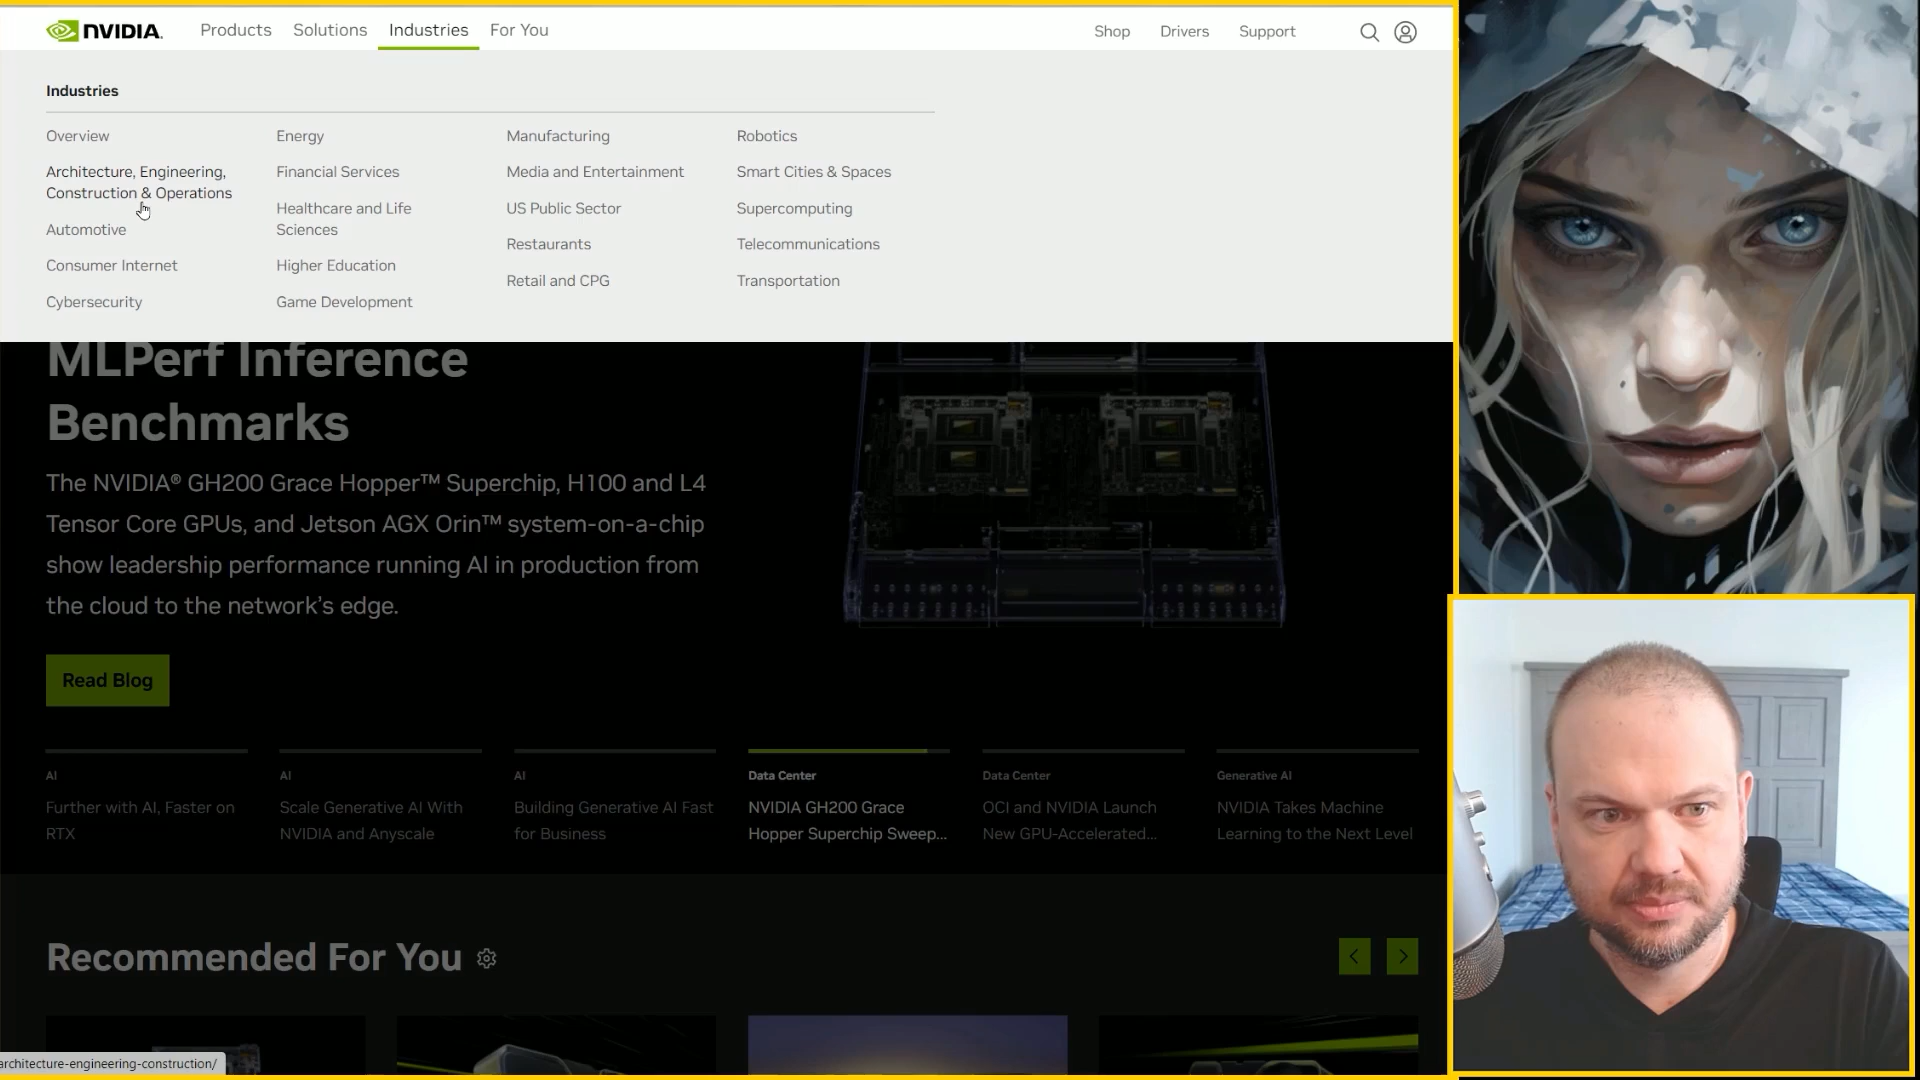 NVIDIA.
Products
Solutions
Industries
For You
Shop
Drivers
Support
Industries
Overview
Architecture, Engineering,
Construction & Operations
Automotive
Consumer Internet
Cybersecurity
Energy
Financial Services
Healthcare and Life
Sciences
Higher Education
Game Development
Manufacturing
Media and Entertainment
US Public Sector
Restaurants
Retail and CPG
Robotics
Smart Cities & Spaces
Supercomputing
Telecommunications
Transportation
MLPerf Inference
Benchmarks
The NVIDIA® GH200 Grace Hopper™ Superchip, H100 and L4
Tensor Core GPUs, and Jetson AGX Orin™ system-on-a-chip
show leadership performance running AI in production from
the cloud to the network's edge.
Read Blog
AI
Further with AI, Faster on
RTX
AI
Scale Generative AI With
NVIDIA and Anyscale
AI
Building Generative AI Fast
for Business
Data Center
NVIDIA GH200 Grace
Hopper Superchip Sweep...
Data Center
OCI and NVIDIA Launch
New GPU-Accelerated...
Generative AI
NVIDIA Takes Machine
Learning to the Next Level
Recommended For You
architecture-engineering-construction/